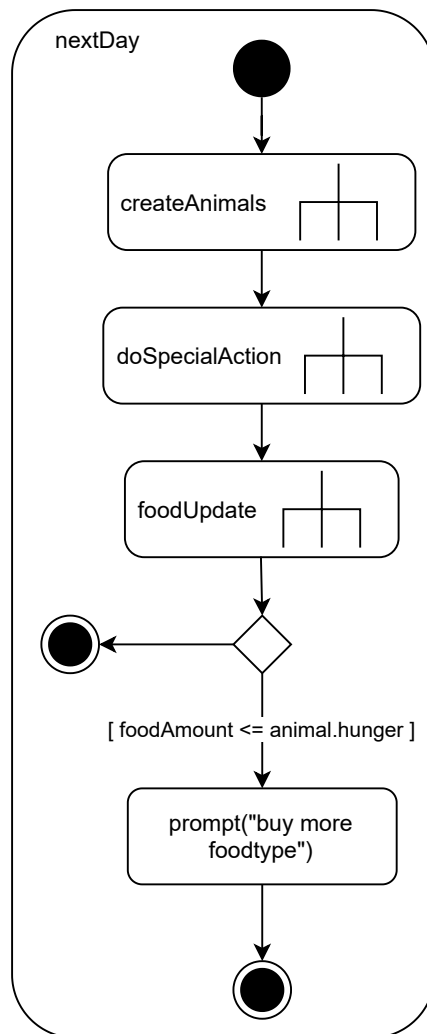 nextDay
createAnimals
doSpecialAction
foodUpdate
[ foodAmount <= animal.hunger ]
prompt("buy more
foodtype")